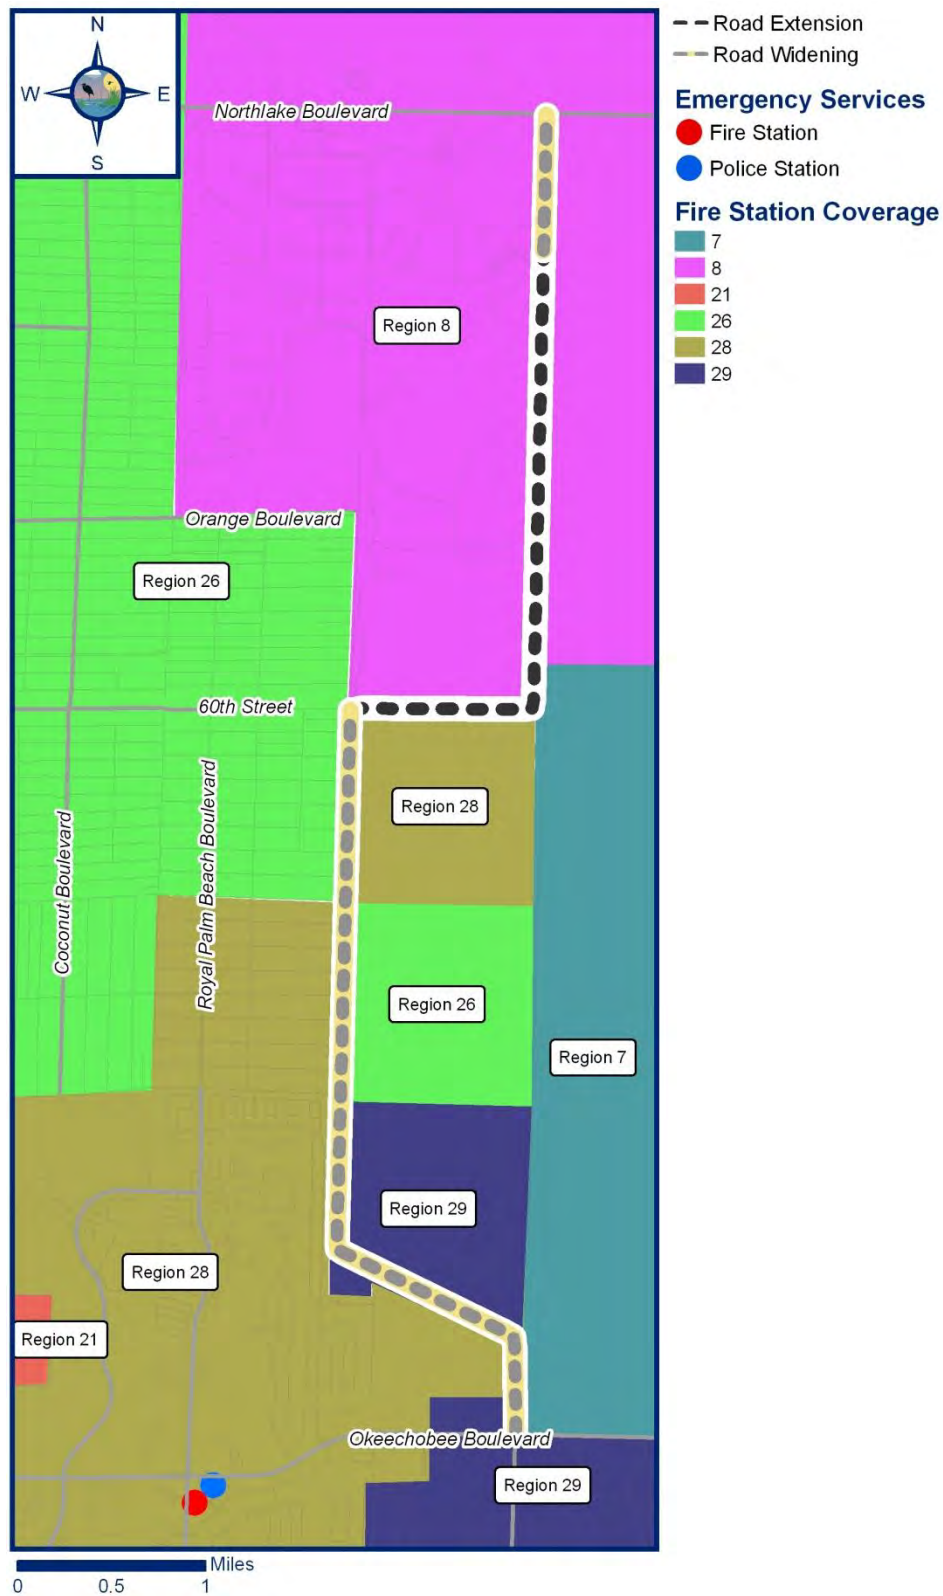 N
W
E
S
Northlake Boulevard
Region 8
Orange Boulevard
Region 26
60th Street
Region 28
Coconut Boulevard
Royal Palm Beach Boulevard
Region 26
Region 7
Region 29
Region 28
Region 21
Okeechobee Boulevard
Region 29
Miles
0 0.5 1
Road Extension
Road Widening
Emergency Services
Fire Station
Police Station
Fire Station Coverage
7
8
21
26
28
29